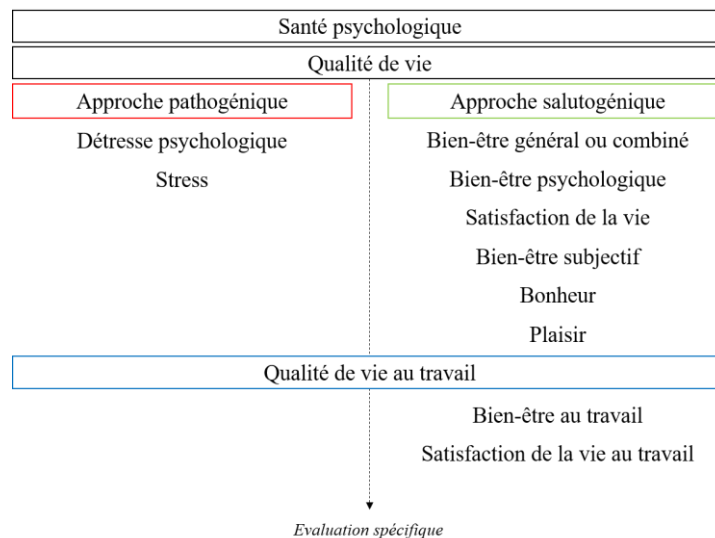 Santé psychologique
Qualité de vie
Approche pathogénique
Approche salutogénique
Détresse psychologique
Bien-être général ou combiné
Stress
Bien-être psychologique
Satisfaction de la vie
Bien-être subjectif
Bonheur
Plaisir
Qualité de vie au travail
Bien-être au travail
Satisfaction de la vie au travail
Evaluation spécifique